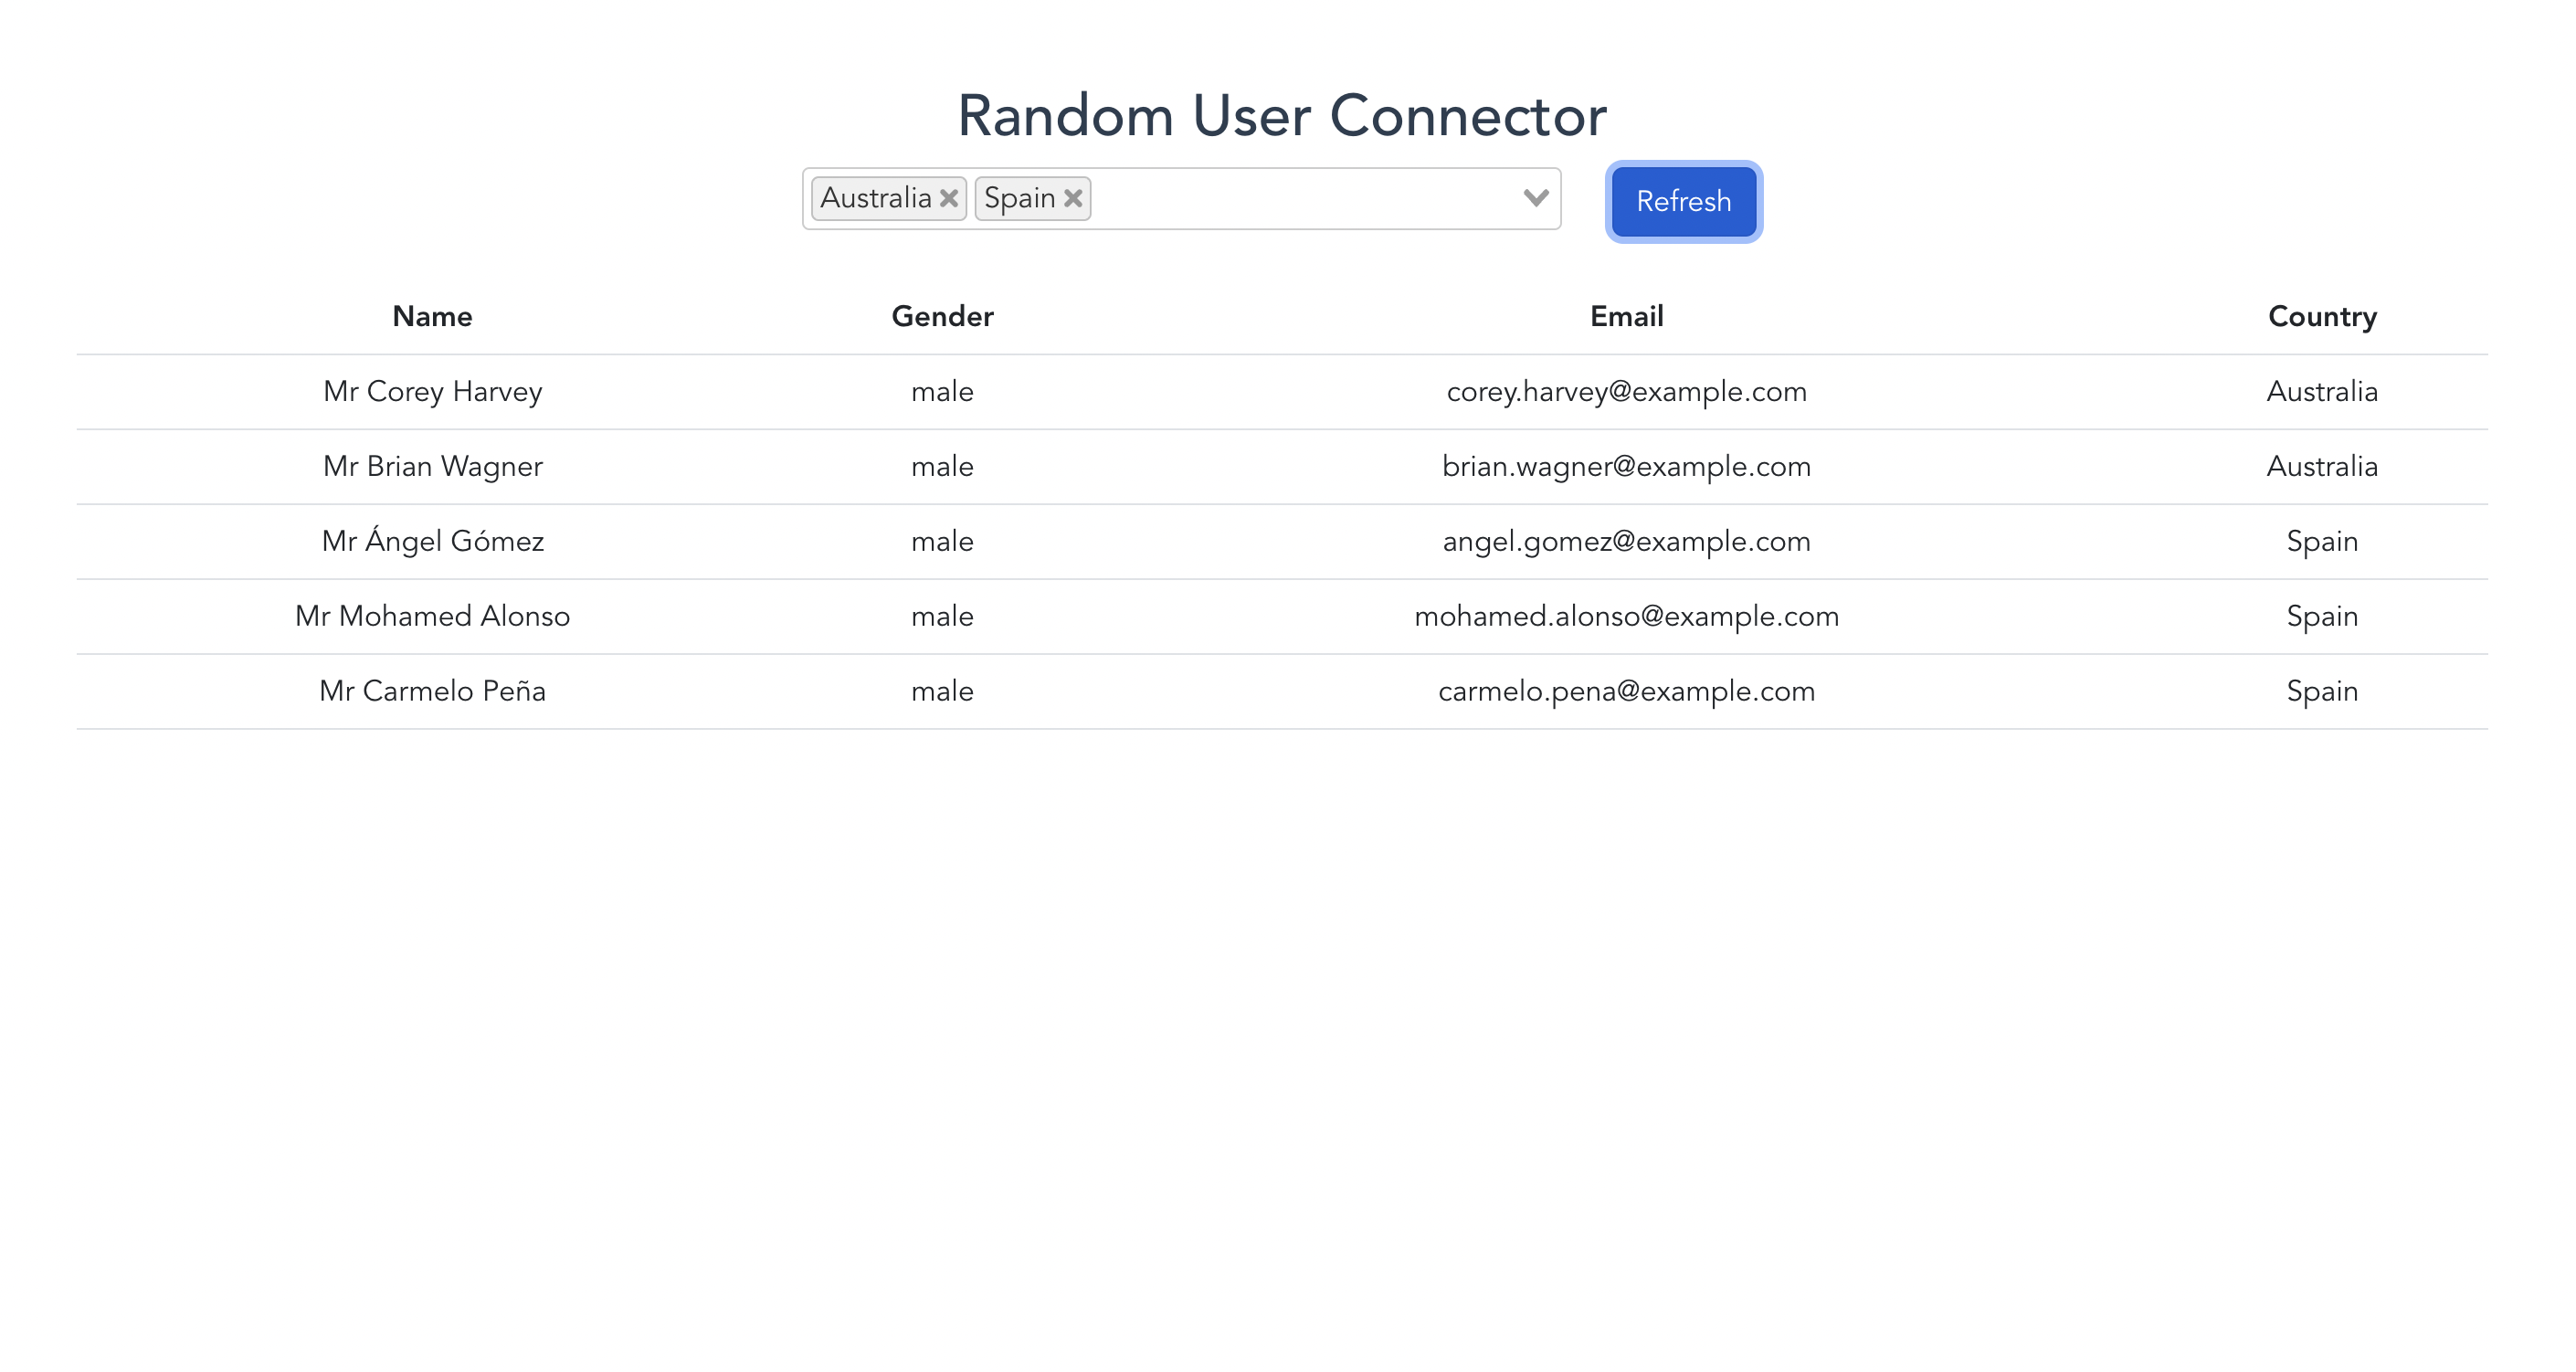 Random User Connector
Australia Spain Refresh
Name Gender Email Country
Mr Corey Harvey male corey.harvey@example.com Australia
Mr Brian Wagner male brian.wagner@example.com Australia
Mr Ángel Gómez male angel.gomez@example.com Spain
Mr Mohamed Alonso male mohamed.alonso@example.com Spain
Mr Carmelo Peña male carmelo.pena@example.com Spain